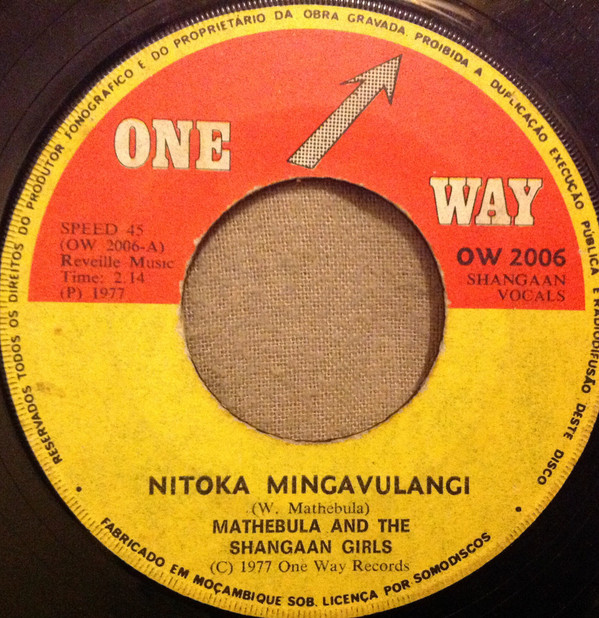 RESERVADOS TODOS OS DIREITOS DO PRODUTOR FONOGRAFICO E DO PROPRIETÁRIO DA OBRA GRAVADA. PROIBIDA A DUPLICAÇÃO EXECUÇÃO PÚBLICA E RADIODIFUSÃO DESTE DISCO
ONE
WAY
SPEED 45
(OW 2006-A)
Reveille Music
Time: 2.14
(P) 1977
OW 2006
SHANGAAN
VOCALS
NITOKA MINGAVULANGI
(W. Mathebula)
MATHEBULA AND THE
SHANGAAN GIRLS
(C) 1977 One Way Records
FABRICADO EM MOÇAMBIQUE SOB. LICENÇA POR SOMODISCOS